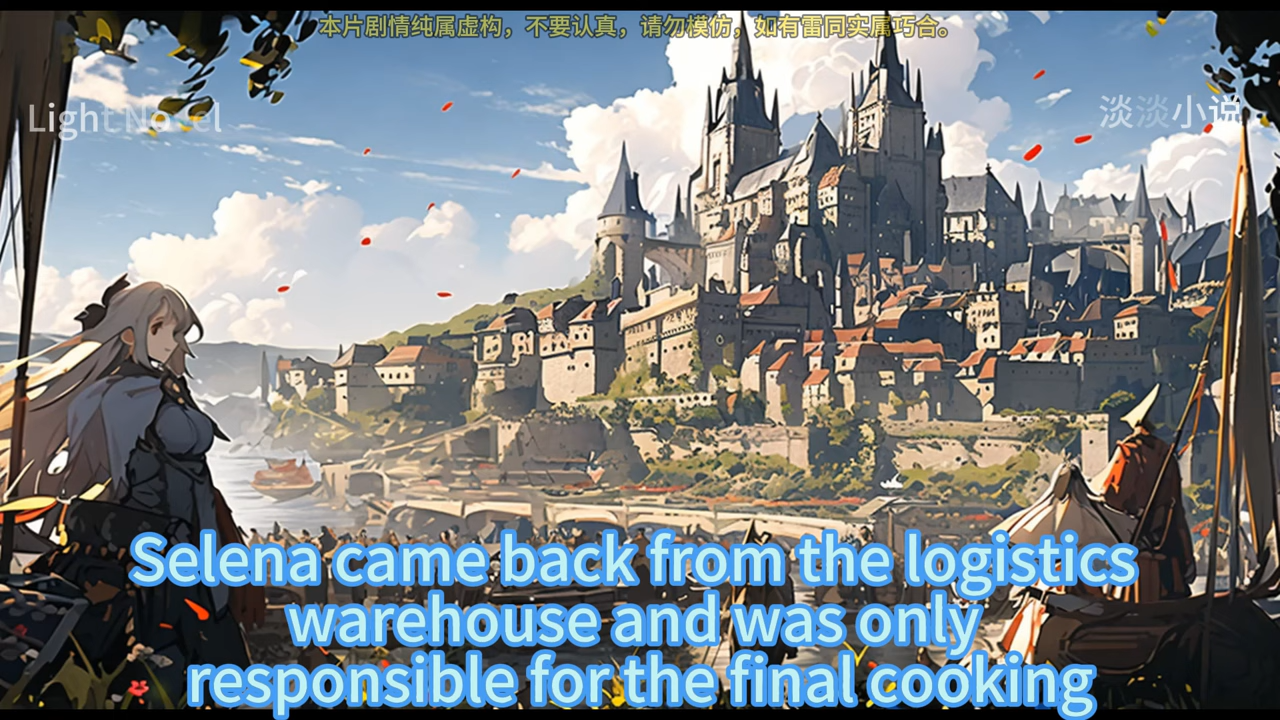 本片剧情纯属虚构，不要认真，请勿模仿，如有雷同实属巧合。
Light Novel
淡淡小说
Selena came back from the logistics
warehouse and was only
responsible for the final cooking